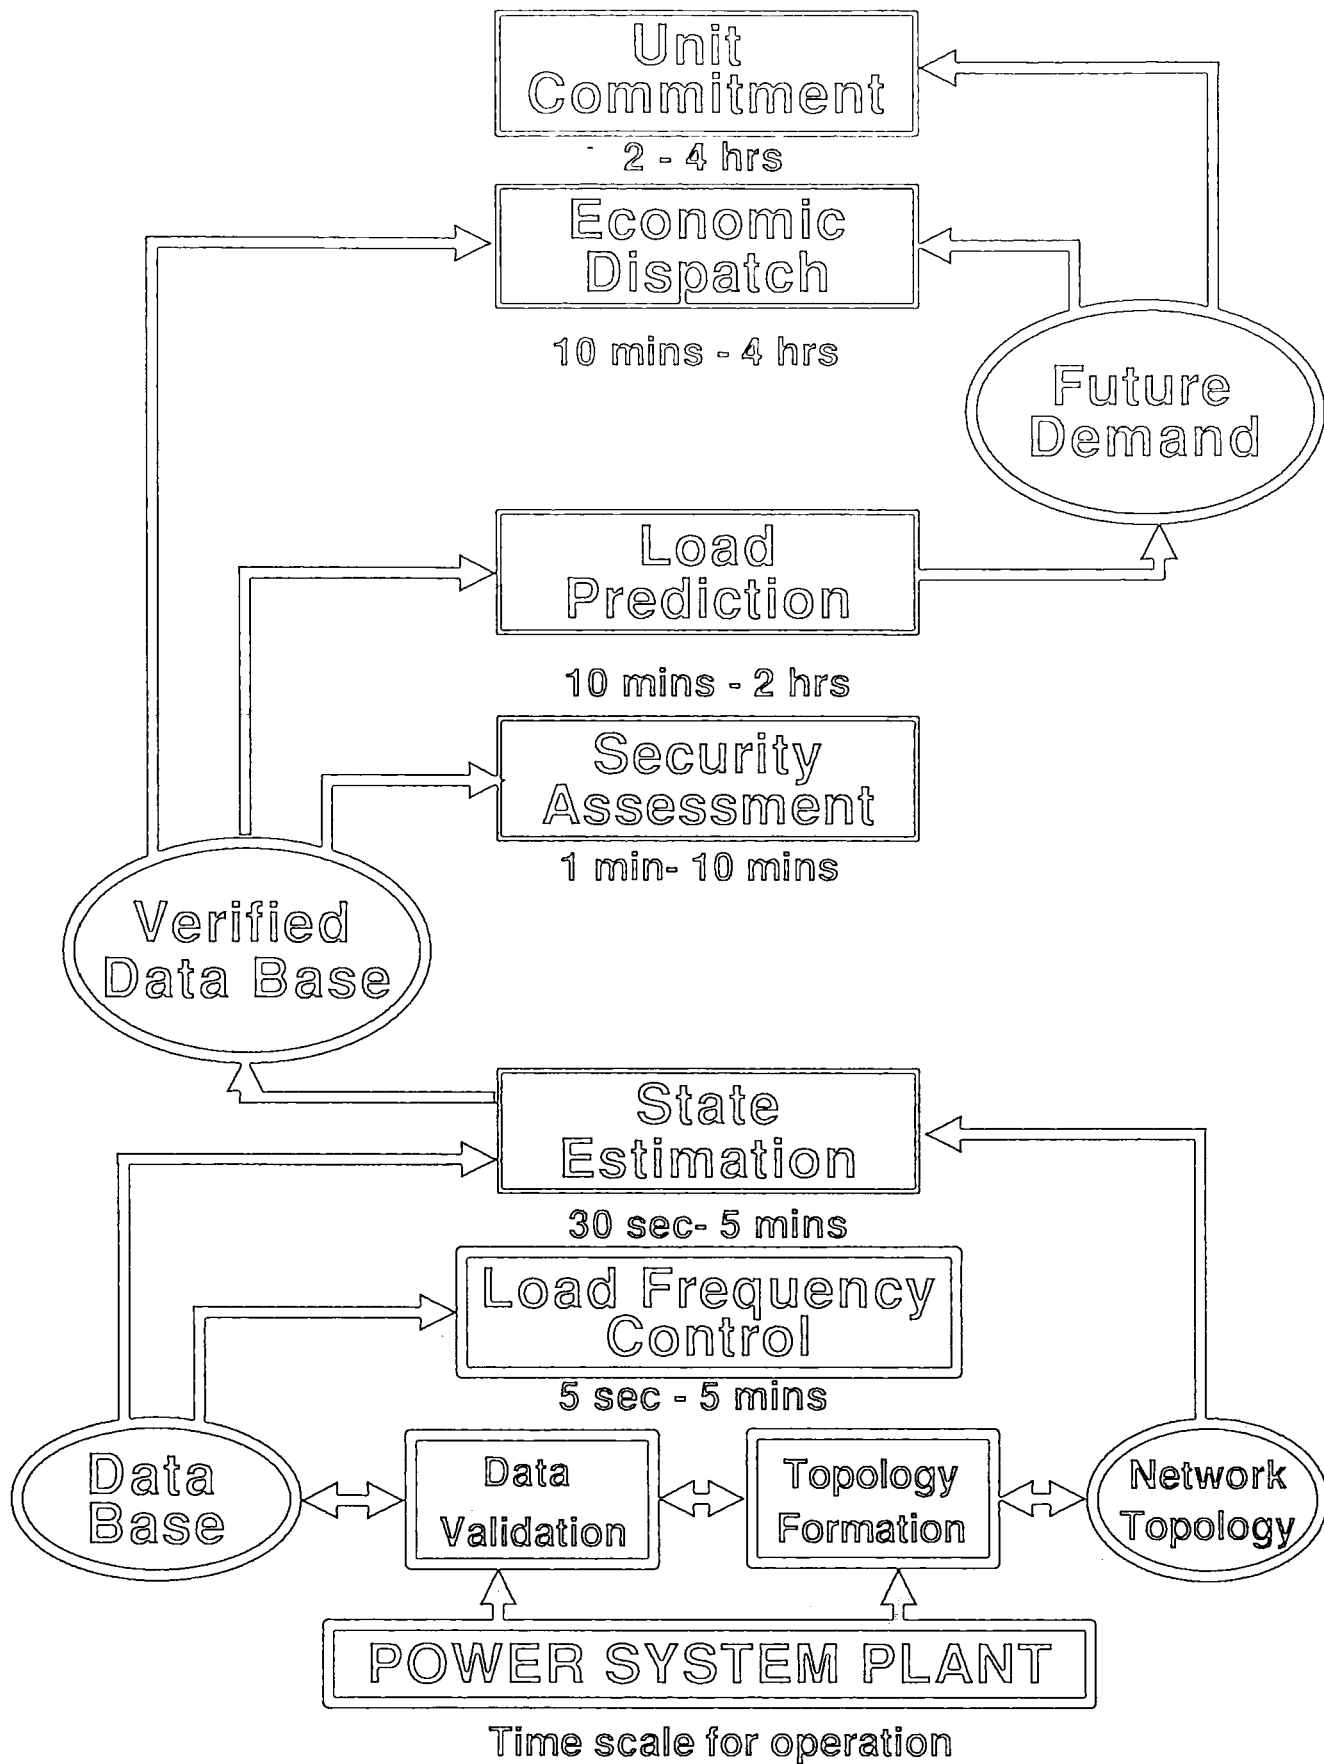 Unit
Commitment
2 - 4 hrs
Economic
Dispatch
10 mins - 4 hrs
Future
Demand
Load
Prediction
10 mins - 2 hrs
Security
Assessment
1 min- 10 mins
Verified
Data Base
State
Estimation
30 sec- 5 mins
Load Frequency
Control
5 sec - 5 mins
Data
Base
Data
Validation
Topology
Formation
Network
Topology
POWER SYSTEM PLANT
Time scale for operation